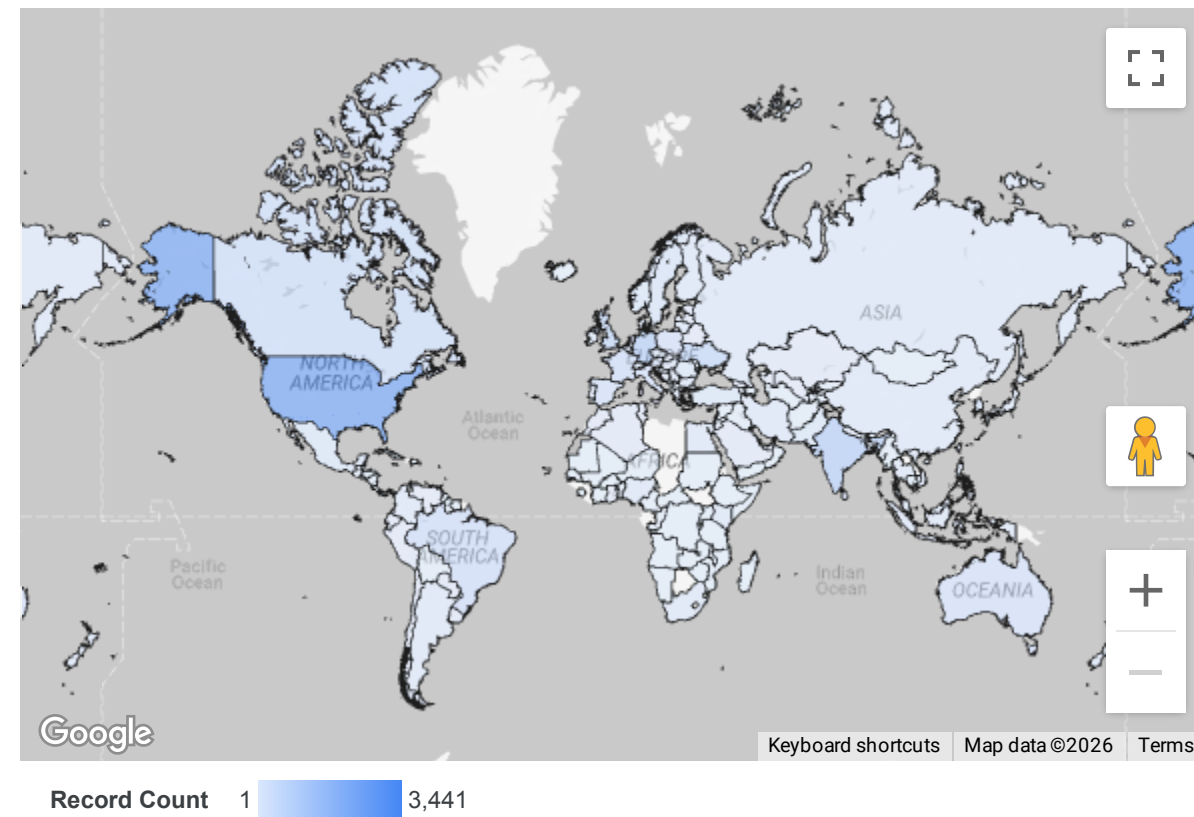 NORTH
AMERICA
EUROPE
ASIA
Atlantic
Ocean
AFRICA
SOUTH
AMERICA
Pacific
Ocean
Indian
Ocean
OCEANIA
Google
Keyboard shortcuts
Map data ©2026
Terms
Record Count 1 3,441